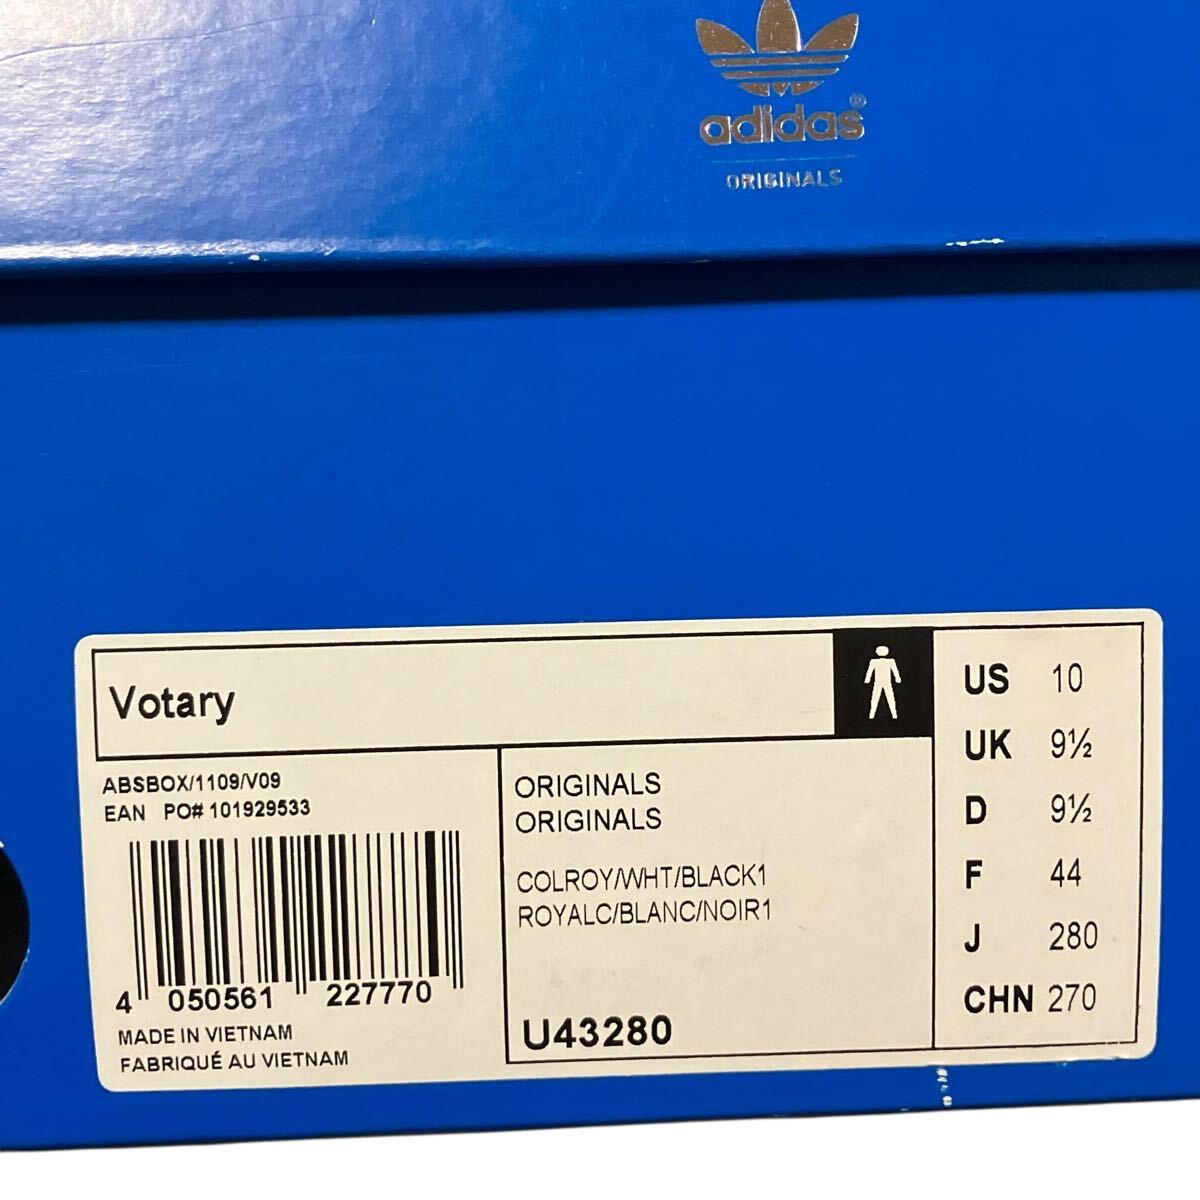 adidas®
ORIGINALS
Votary
ABSBOX/1109/V09
EAN PO# 101929533
4 050561 227770
MADE IN VIETNAM
FABRIQUÉ AU VIETNAM
ORIGINALS
ORIGINALS
COLROY/WHT/BLACK1
ROYALC/BLANC/NOIR1
U43280
US 10
UK 9½
D 9½
F 44
J 280
CHN 270